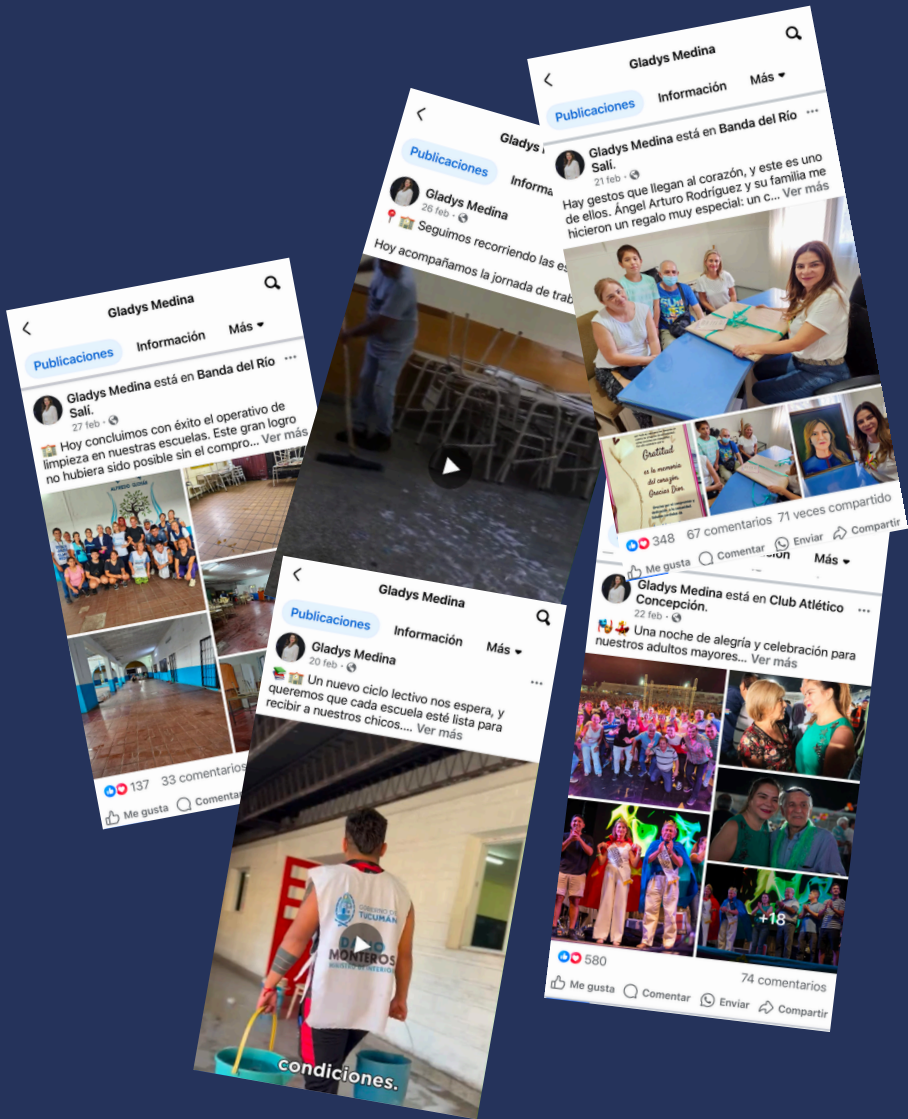 Gladys Medina
Publicaciones
Información
Más
Gladys Medina está en Banda del Río
Salí.
27 feb
Hoy concluimos con éxito el operativo de
limpieza en nuestras escuelas. Este gran logro
no hubiera sido posible sin el compro... Ver más
137
33 comentarios
Me gusta
Comentar
Gladys
Publicaciones
Informa
Gladys Medina
26 feb
Seguimos recorriendo las es
Hoy acompañamos la jornada de trab
Gladys Medina
Publicaciones
Información
Más
Gladys Medina está en Banda del Río
Salí.
21 feb
Hay gestos que llegan al corazón, y este es uno
de ellos. Ángel Arturo Rodríguez y su familia me
hicieron un regalo muy especial: un c... Ver más
Gratitud
es la memoria
del corazón.
Gracias Dios.
348
67 comentarios
71 veces compartido
Me gusta
Comentar
Enviar
Compartir
Gladys Medina
Publicaciones
Información
Más
Gladys Medina
20 feb
Un nuevo ciclo lectivo nos espera, y
queremos que cada escuela esté lista para
recibir a nuestros chicos.... Ver más
GOBIERNO DE
TUCUMÁN
DARÍO
MONTEROS
MINISTRO DE INTERIOR
condiciones.
Más
Gladys Medina está en Club Atlético
Concepción.
22 feb
Una noche de alegría y celebración para
nuestros adultos mayores... Ver más
+18
580
74 comentarios
Me gusta
Comentar
Enviar
Compartir